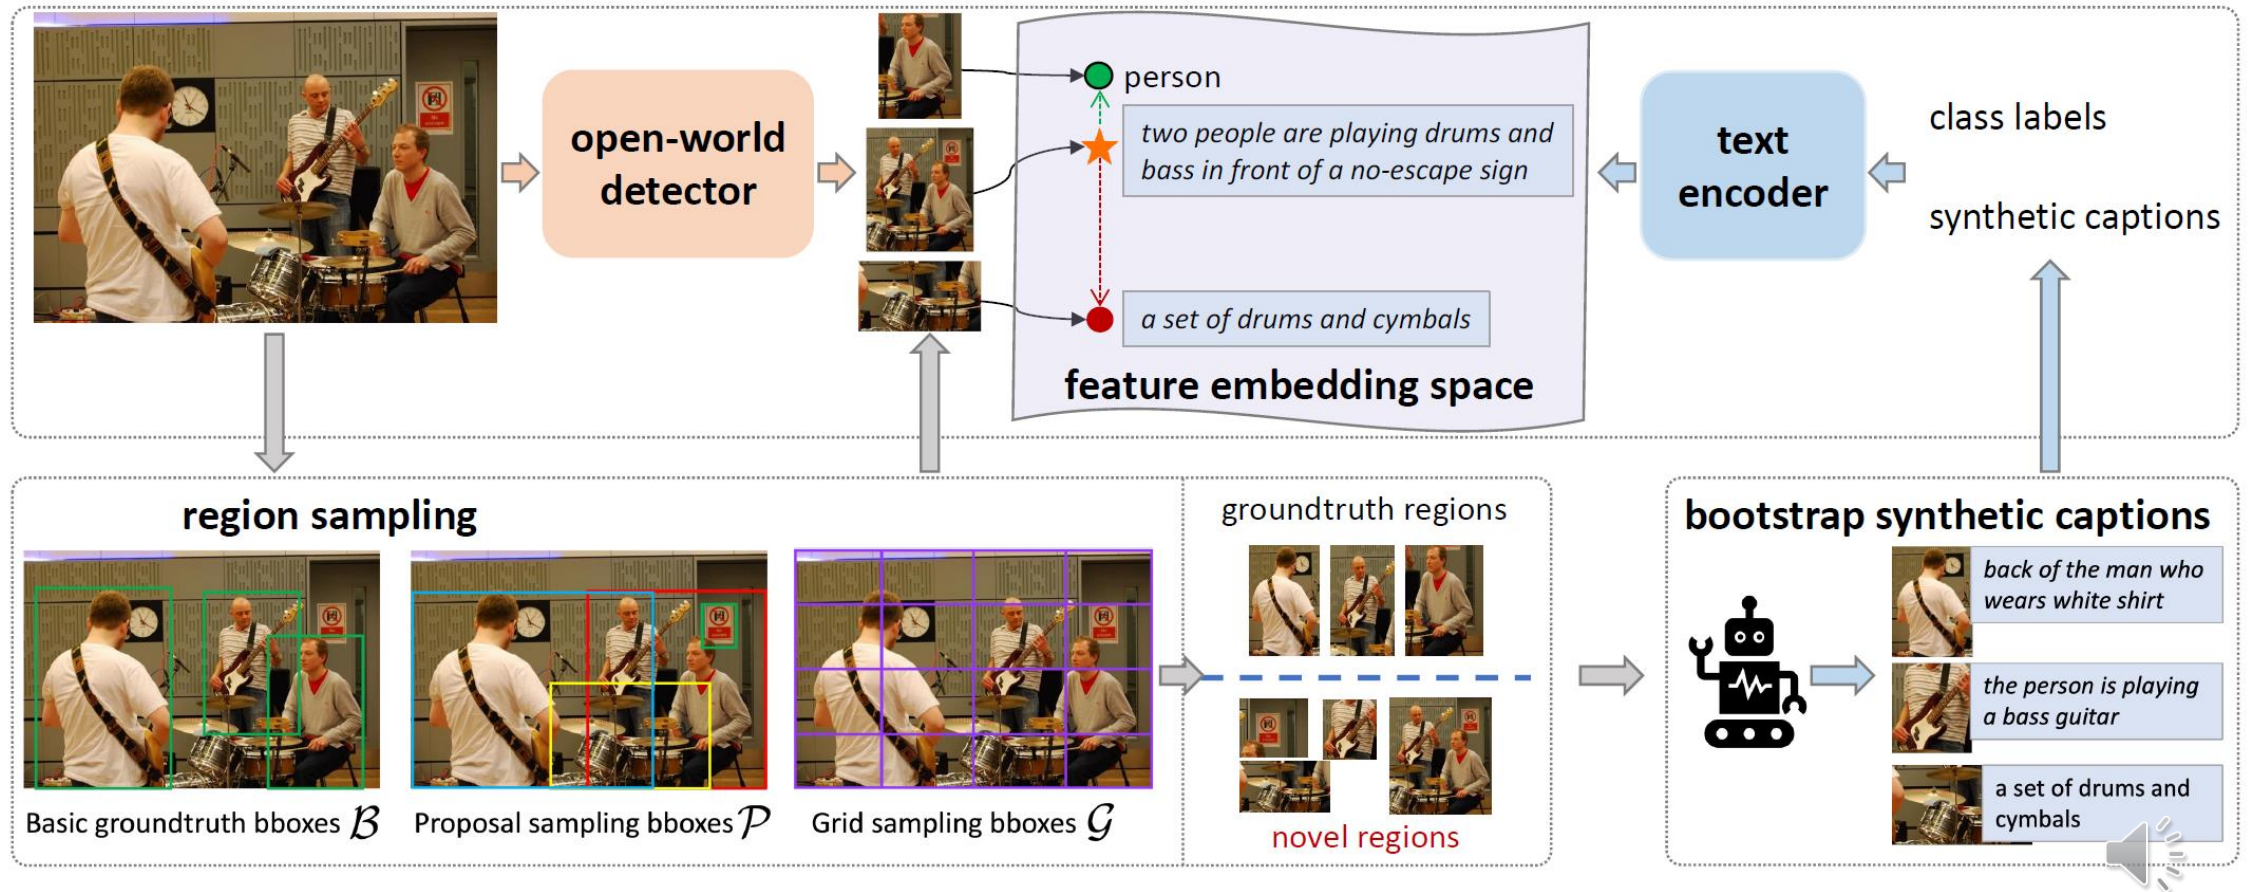 open-world
detector
person
two people are playing drums and
bass in front of a no-escape sign
a set of drums and cymbals
feature embedding space
text
encoder
class labels
synthetic captions
region sampling
Basic groundtruth bboxes ℬ
Proposal sampling bboxes 𝒫
Grid sampling bboxes 𝒢
groundtruth regions
novel regions
bootstrap synthetic captions
back of the man who
wears white shirt
the person is playing
a bass guitar
a set of drums and
cymbals